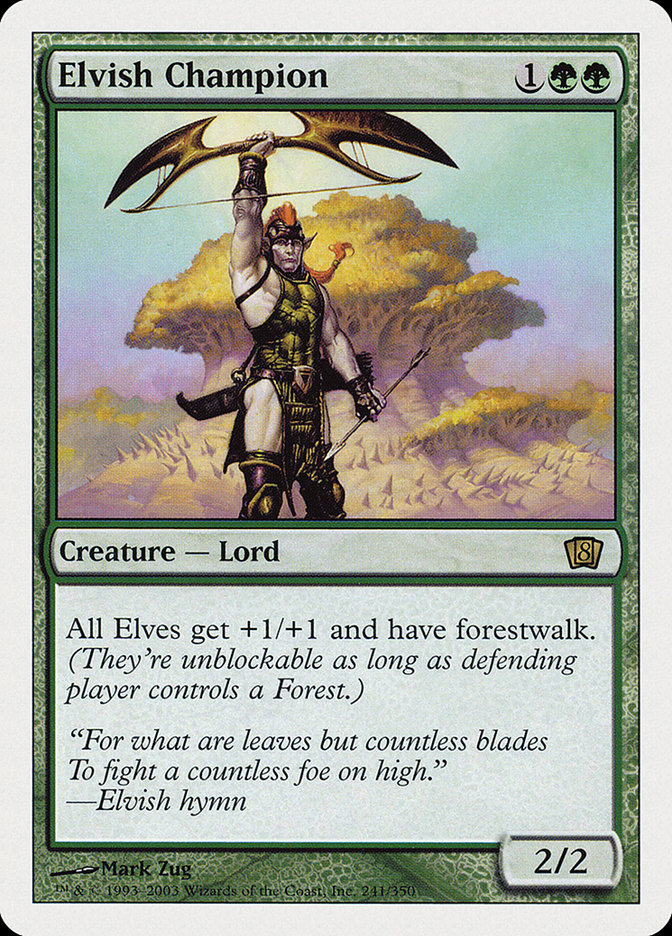 Elvish Champion 1
Creature — Lord 8
All Elves get +1/+1 and have forestwalk.
(They're unblockable as long as defending
player controls a Forest.)
“For what are leaves but countless blades
To fight a countless foe on high.”
—Elvish hymn
2/2
Mark Zug
™ & © 1993–2003 Wizards of the Coast, Inc. 241/350